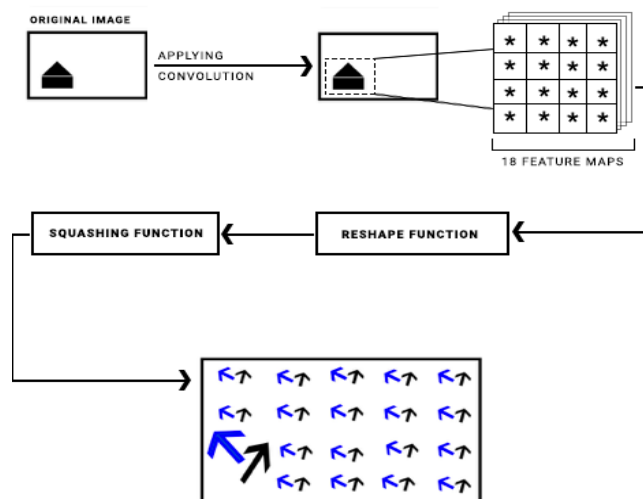 ORIGINAL IMAGE
APPLYING
CONVOLUTION
* * * *
* * * *
* * * *
* * * *
18 FEATURE MAPS
SQUASHING FUNCTION
RESHAPE FUNCTION